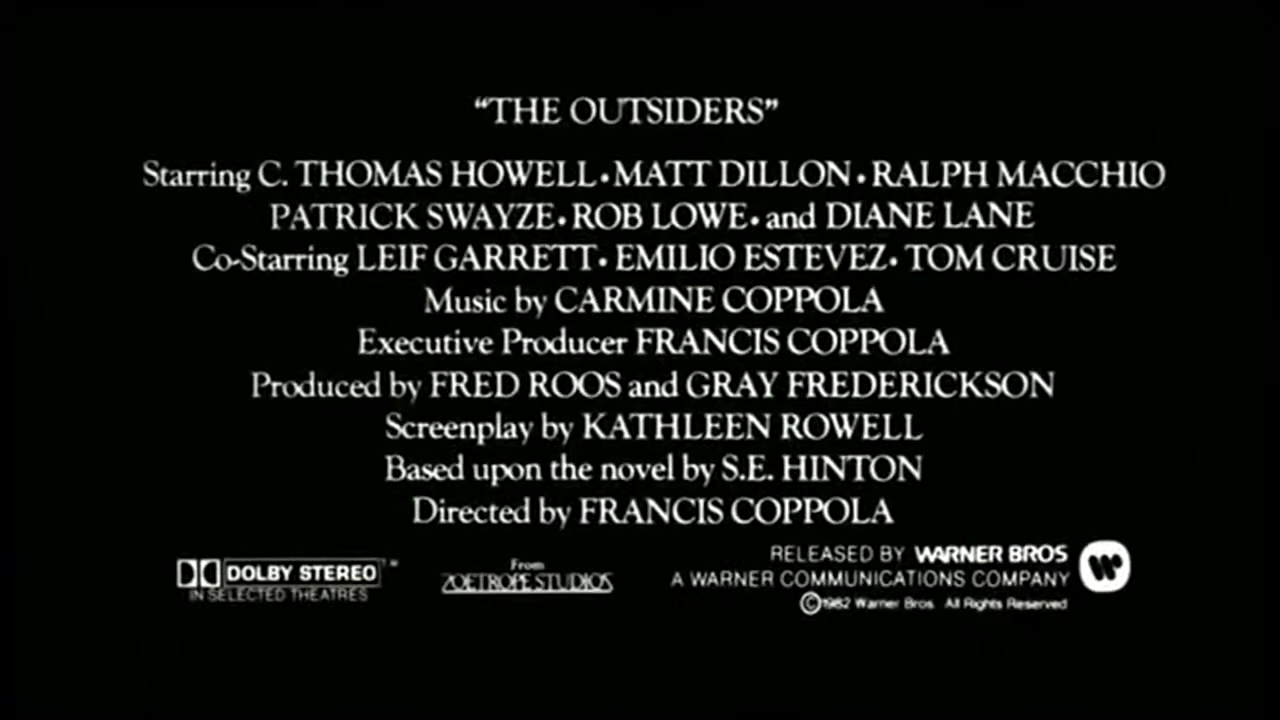 “THE OUTSIDERS”
Starring C. THOMAS HOWELL • MATT DILLON • RALPH MACCHIO
PATRICK SWAYZE • ROB LOWE • and DIANE LANE
Co-Starring LEIF GARRETT • EMILIO ESTEVEZ • TOM CRUISE
Music by CARMINE COPPOLA
Executive Producer FRANCIS COPPOLA
Produced by FRED ROOS and GRAY FREDERICKSON
Screenplay by KATHLEEN ROWELL
Based upon the novel by S.E. HINTON
Directed by FRANCIS COPPOLA
DOLBY STEREO
IN SELECTED THEATRES
From
ZOETROPE STUDIOS
RELEASED BY WARNER BROS
A WARNER COMMUNICATIONS COMPANY
©1982 Warner Bros. All Rights Reserved